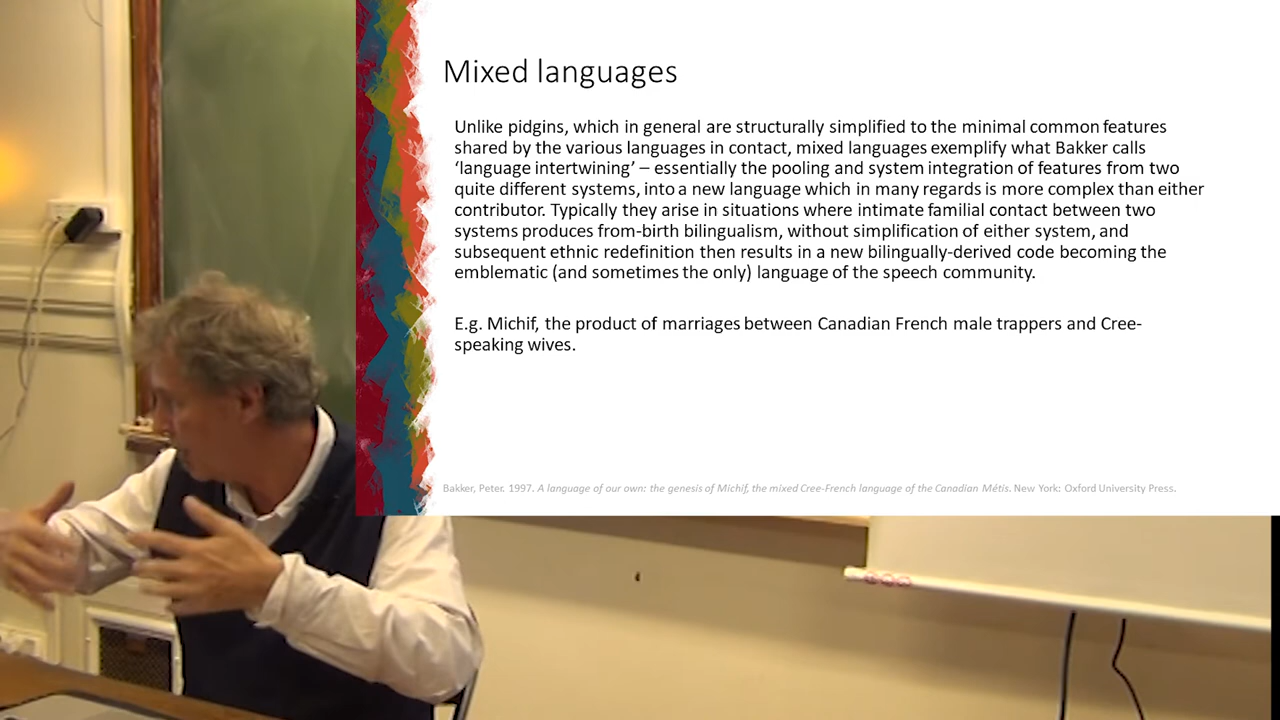 Mixed languages
Unlike pidgins, which in general are structurally simplified to the minimal common features
shared by the various languages in contact, mixed languages exemplify what Bakker calls
‘language intertwining’ – essentially the pooling and system integration of features from two
quite different systems, into a new language which in many regards is more complex than either
contributor. Typically they arise in situations where intimate familial contact between two
systems produces from-birth bilingualism, without simplification of either system, and
subsequent ethnic redefinition then results in a new bilingually-derived code becoming the
emblematic (and sometimes the only) language of the speech community.
E.g. Michif, the product of marriages between Canadian French male trappers and Cree-
speaking wives.
Bakker, Peter. 1997. A language of our own: the genesis of Michif, the mixed Cree-French language of the Canadian Métis. New York: Oxford University Press.